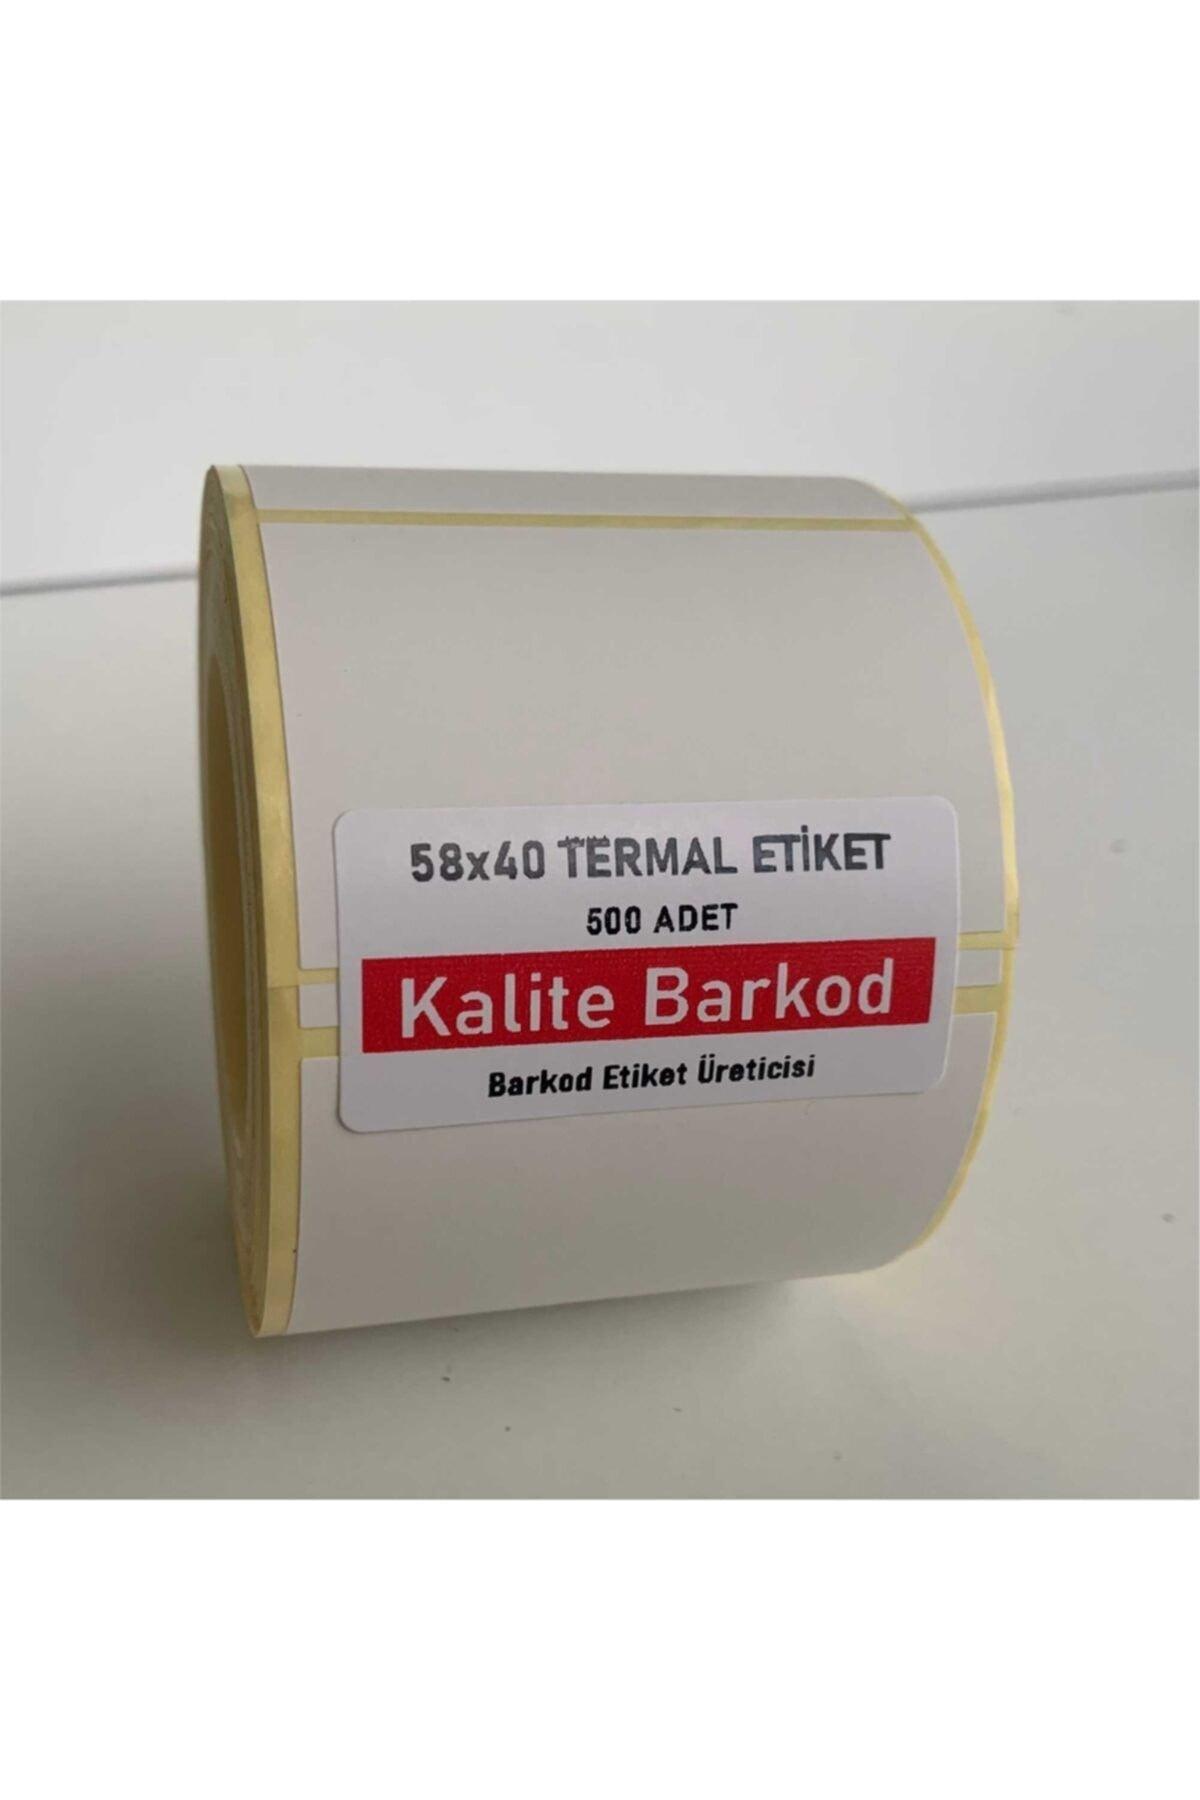 58x40 TERMAL ETİKET
500 ADET
Kalite Barkod
Barkod Etiket Üreticisi